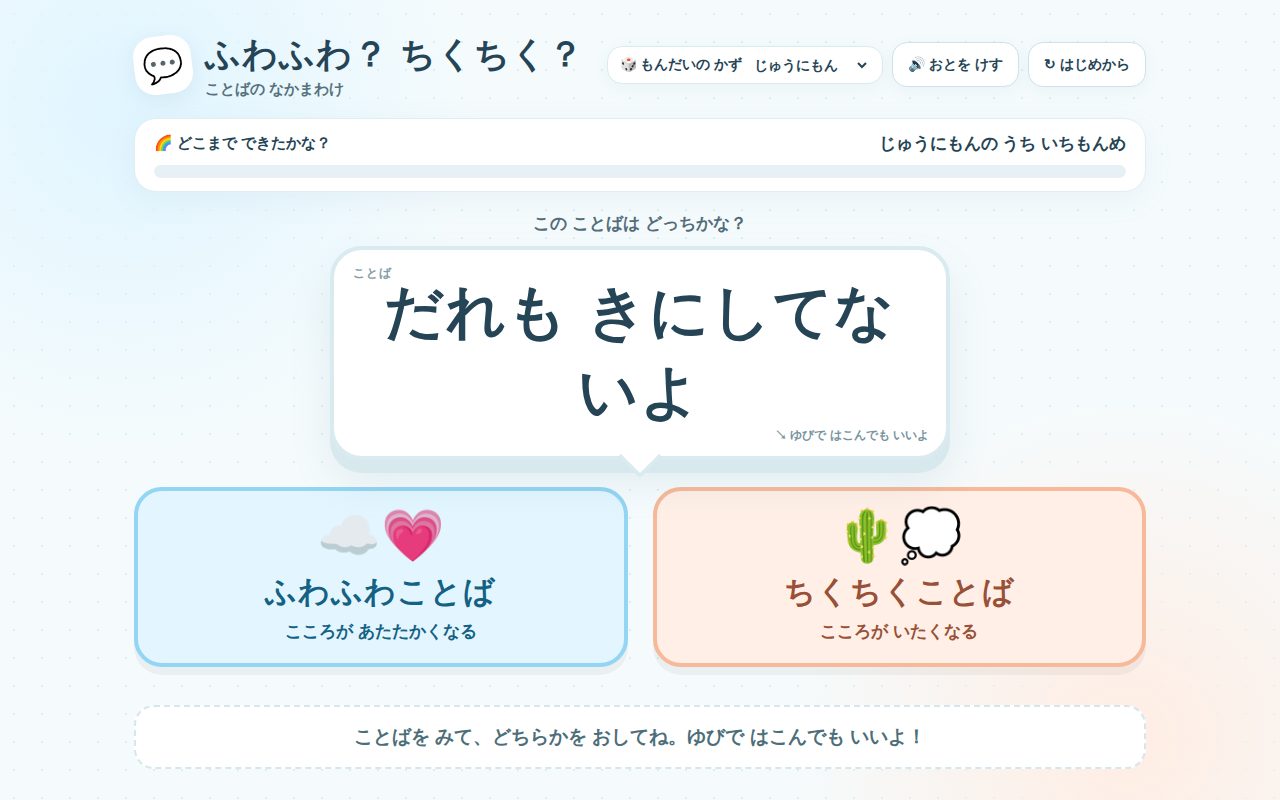 ふわふわ？ ちくちく？
ことばの なかまわけ
もんだいの かず じゅうにもん
おとを けす
↻ はじめから
どこまで できたかな？
じゅうにもんの うち いちもんめ
この ことばは どっちかな？
ことば
だれも きにしてな
いよ
↘ ゆびで はこんでも いいよ
ふわふわことば
こころが あたたかくなる
ちくちくことば
こころが いたくなる
ことばを みて、どちらかを おしてね。ゆびで はこんでも いいよ！